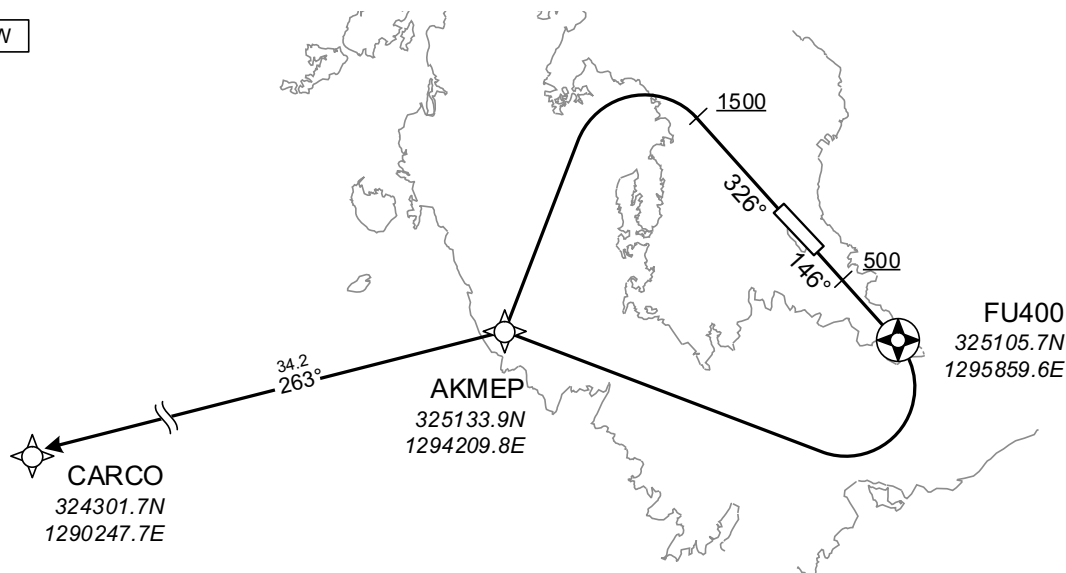 W
1500
326°
146°
500
FU400
325105.7N
1295859.6E
34.2
263°
AKMEP
325133.9N
1294209.8E
CARCO
324301.7N
1290247.7E